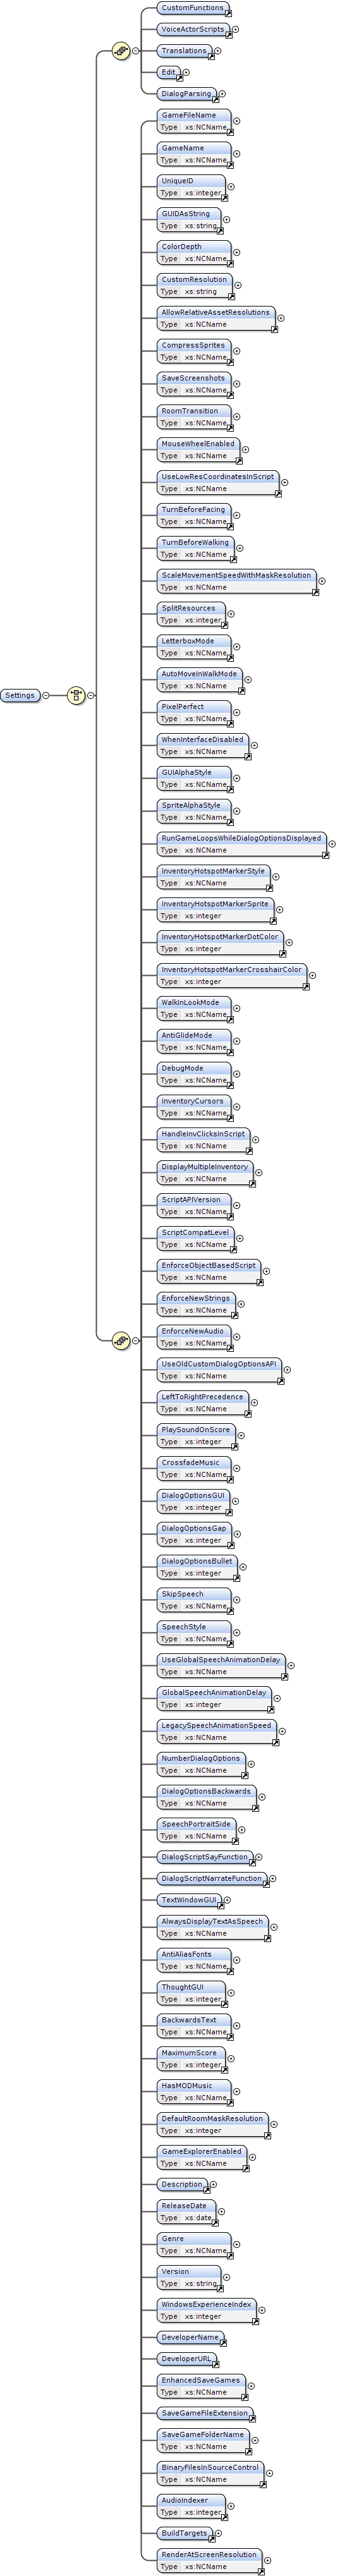 CustomFunctions
VoiceActorScripts
Translations
Edit
DialogParsing
GameFileName
Type xs:NCName
GameName
Type xs:NCName
UniqueID
Type xs:integer
GUIDAsString
Type xs:string
ColorDepth
Type xs:NCName
CustomResolution
Type xs:string
AllowRelativeAssetResolutions
Type xs:NCName
CompressSprites
Type xs:NCName
SaveScreenshots
Type xs:NCName
RoomTransition
Type xs:NCName
MouseWheelEnabled
Type xs:NCName
UseLowResCoordinatesInScript
Type xs:NCName
TurnBeforeFacing
Type xs:NCName
TurnBeforeWalking
Type xs:NCName
ScaleMovementSpeedWithMaskResolution
Type xs:NCName
SplitResources
Type xs:integer
LetterboxMode
Type xs:NCName
AutoMoveInWalkMode
Type xs:NCName
Settings
PixelPerfect
Type xs:NCName
WhenInterfaceDisabled
Type xs:NCName
GUIAlphaStyle
Type xs:NCName
SpriteAlphaStyle
Type xs:NCName
RunGameLoopsWhileDialogOptionsDisplayed
Type xs:NCName
InventoryHotspotMarkerStyle
Type xs:NCName
InventoryHotspotMarkerSprite
Type xs:integer
InventoryHotspotMarkerDotColor
Type xs:integer
InventoryHotspotMarkerCrosshairColor
Type xs:integer
WalkInLookMode
Type xs:NCName
AntiGlideMode
Type xs:NCName
DebugMode
Type xs:NCName
InventoryCursors
Type xs:NCName
HandleInvClicksInScript
Type xs:NCName
DisplayMultipleInventory
Type xs:NCName
ScriptAPIVersion
Type xs:NCName
ScriptCompatLevel
Type xs:NCName
EnforceObjectBasedScript
Type xs:NCName
EnforceNewStrings
Type xs:NCName
EnforceNewAudio
Type xs:NCName
UseOldCustomDialogOptionsAPI
Type xs:NCName
LeftToRightPrecedence
Type xs:NCName
PlaySoundOnScore
Type xs:integer
CrossfadeMusic
Type xs:NCName
DialogOptionsGUI
Type xs:integer
DialogOptionsGap
Type xs:integer
DialogOptionsBullet
Type xs:integer
SkipSpeech
Type xs:NCName
SpeechStyle
Type xs:NCName
UseGlobalSpeechAnimationDelay
Type xs:NCName
GlobalSpeechAnimationDelay
Type xs:integer
LegacySpeechAnimationSpeed
Type xs:NCName
NumberDialogOptions
Type xs:NCName
DialogOptionsBackwards
Type xs:NCName
SpeechPortraitSide
Type xs:NCName
DialogScriptSayFunction
DialogScriptNarrateFunction
TextWindowGUI
AlwaysDisplayTextAsSpeech
Type xs:NCName
AntiAliasFonts
Type xs:NCName
ThoughtGUI
Type xs:integer
BackwardsText
Type xs:NCName
MaximumScore
Type xs:integer
HasMODMusic
Type xs:NCName
DefaultRoomMaskResolution
Type xs:integer
GameExplorerEnabled
Type xs:NCName
Description
ReleaseDate
Type xs:date
Genre
Type xs:NCName
Version
Type xs:string
WindowsExperienceIndex
Type xs:integer
DeveloperName
DeveloperURL
EnhancedSaveGames
Type xs:NCName
SaveGameFileExtension
SaveGameFolderName
Type xs:NCName
BinaryFilesInSourceControl
Type xs:NCName
AudioIndexer
Type xs:integer
BuildTargets
RenderAtScreenResolution
Type xs:NCName